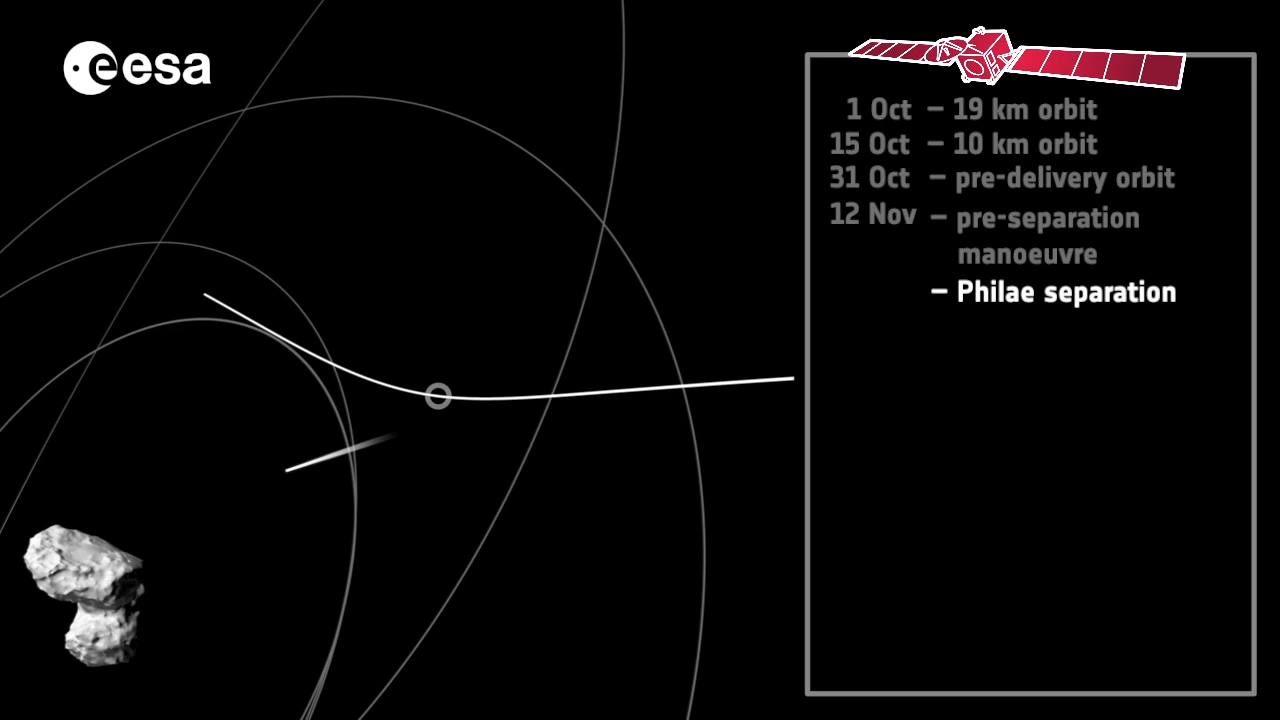 esa
1 Oct – 19 km orbit
15 Oct – 10 km orbit
31 Oct – pre-delivery orbit
12 Nov – pre-separation
manoeuvre
– Philae separation